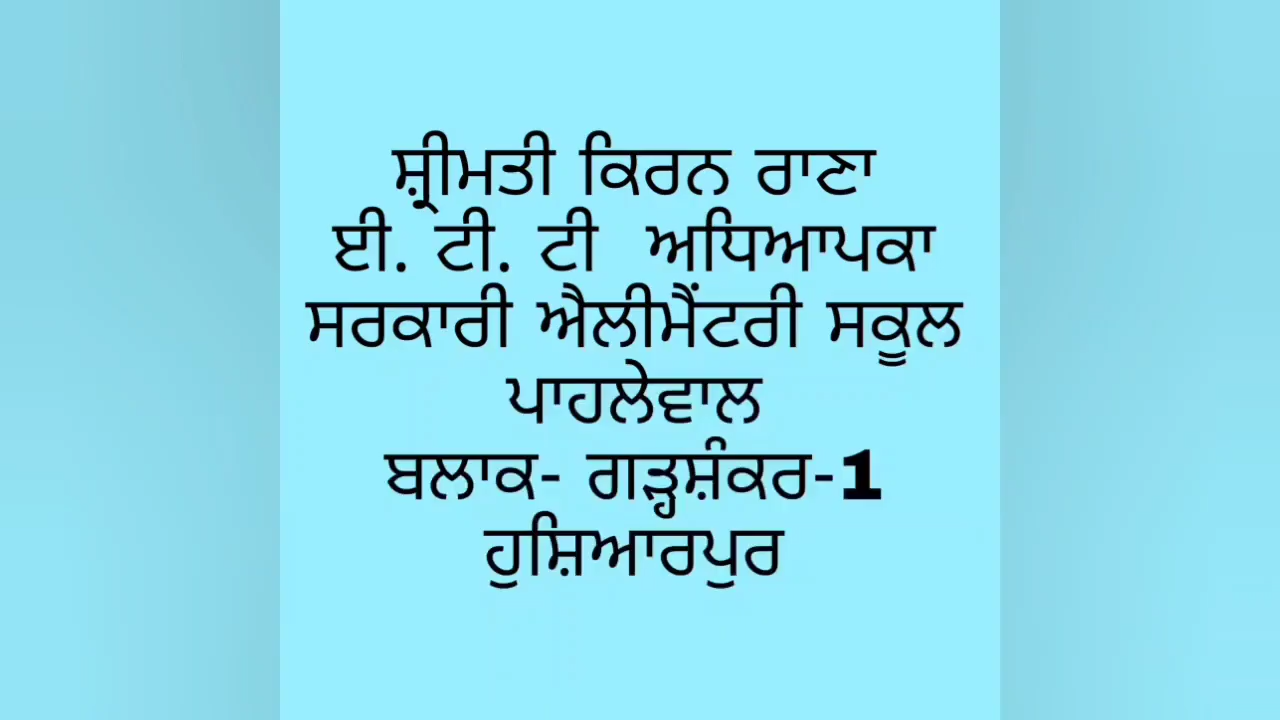 ਸ਼੍ਰੀਮਤੀ ਕਿਰਨ ਰਾਣਾ
ਈ. ਟੀ. ਟੀ ਅਧਿਆਪਕਾ
ਸਰਕਾਰੀ ਐਲੀਮੈਂਟਰੀ ਸਕੂਲ
ਪਾਹਲੇਵਾਲ
ਬਲਾਕ- ਗੜ੍ਹਸ਼ੰਕਰ-1
ਹੁਸ਼ਿਆਰਪੁਰ